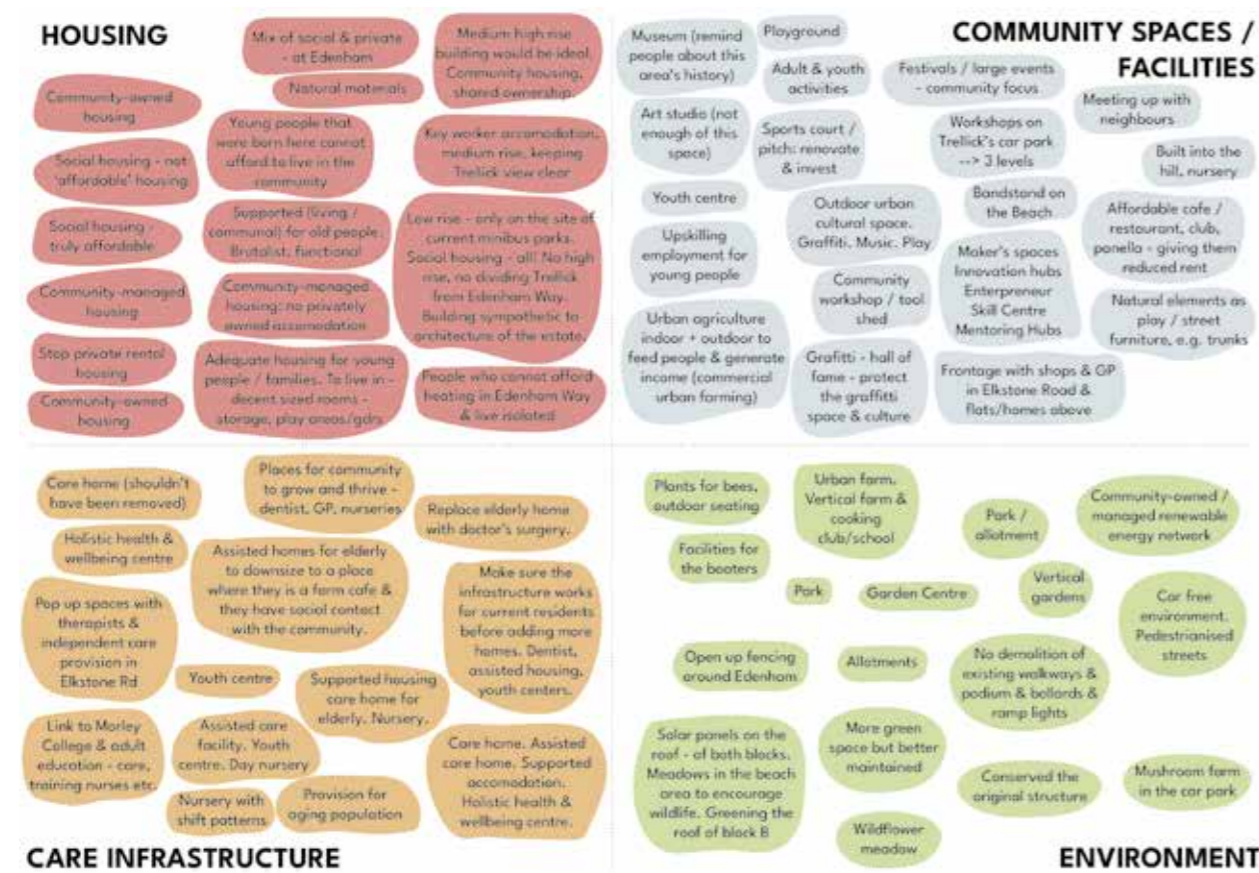 HOUSING
Mix of social & private
- at Edenham
Medium high rise
building would be ideal.
Community housing,
shared ownership.
Natural materials
Community-owned
housing
Young people that
were born here cannot
afford to live in the
community
Key worker accomodation,
medium rise, keeping
Trellick view clear
Social housing - not
'affordable' housing
Social housing -
truly affordable
Supported (living /
communal) for old people.
Brutalist, functional
Low rise - only on the site of
current minibus parks.
Social housing - all! No high
rise, no dividing Trellick
from Edenham Way.
Building sympathetic to
architecture of the estate.
Community-managed
housing
Community-managed
housing: no privately
owned accomodation
Stop private rental
housing
Adequate housing for young
people / families. To live in -
decent sized rooms -
storage, play areas/gdns
People who cannot afford
heating in Edenham Way
& live isolated
Community-owned
housing
COMMUNITY SPACES /
FACILITIES
Museum (remind
people about this
area's history)
Playground
Adult & youth
activities
Festivals / large events
- community focus
Meeting up with
neighbours
Art studio (not
enough of this
space)
Sports court /
pitch: renovate
& invest
Workshops on
Trellick's car park
--> 3 levels
Built into the
hill, nursery
Youth centre
Outdoor urban
cultural space.
Graffiti. Music. Play
Bandstand on
the Beach
Affordable cafe /
restaurant, club,
panella - giving them
reduced rent
Upskilling
employment for
young people
Community
workshop / tool
shed
Maker's spaces
Innovation hubs
Enterpreneur
Skill Centre
Mentoring Hubs
Natural elements as
play / street
furniture, e.g. trunks
Urban agriculture
indoor + outdoor to
feed people & generate
income (commercial
urban farming)
Grafitti - hall of
fame - protect
the graffiti
space & culture
Frontage with shops & GP
in Elkstone Road &
flats/homes above
Care home (shouldn't
have been removed)
Places for community
to grow and thrive -
dentist, GP, nurseries
Replace elderly home
with doctor's surgery.
Holistic health &
wellbeing centre
Assisted homes for elderly
to downsize to a place
where they is a farm cafe &
they have social contact
with the community.
Make sure the
infrastructure works
for current residents
before adding more
homes. Dentist,
assisted housing,
youth centers.
Pop up spaces with
therapists &
independent care
provision in
Elkstone Rd
Youth centre
Supported housing
care home for
elderly. Nursery.
Link to Morley
College & adult
education - care,
training nurses etc.
Assisted care
facility. Youth
centre. Day nursery
Care home. Assisted
care home. Supported
accomodation.
Holistic health &
wellbeing centre.
Nursery with
shift patterns
Provision for
aging population
CARE INFRASTRUCTURE
Plants for bees,
outdoor seating
Urban farm.
Vertical farm &
cooking
club/school
Park /
allotment
Community-owned /
managed renewable
energy network
Facilities for
the boaters
Park
Garden Centre
Vertical
gardens
Car free
environment.
Pedestrianised
streets
Open up fencing
around Edenham
Allotments
No demolition of
existing walkways &
podium & bollards &
ramp lights
Solar panels on the
roof - of both blocks.
Meadows in the beach
area to encourage
wildlife. Greening the
roof of block B
More green
space but better
maintained
Conserved the
original structure
Mushroom farm
in the car park
Wildflower
meadow
ENVIRONMENT